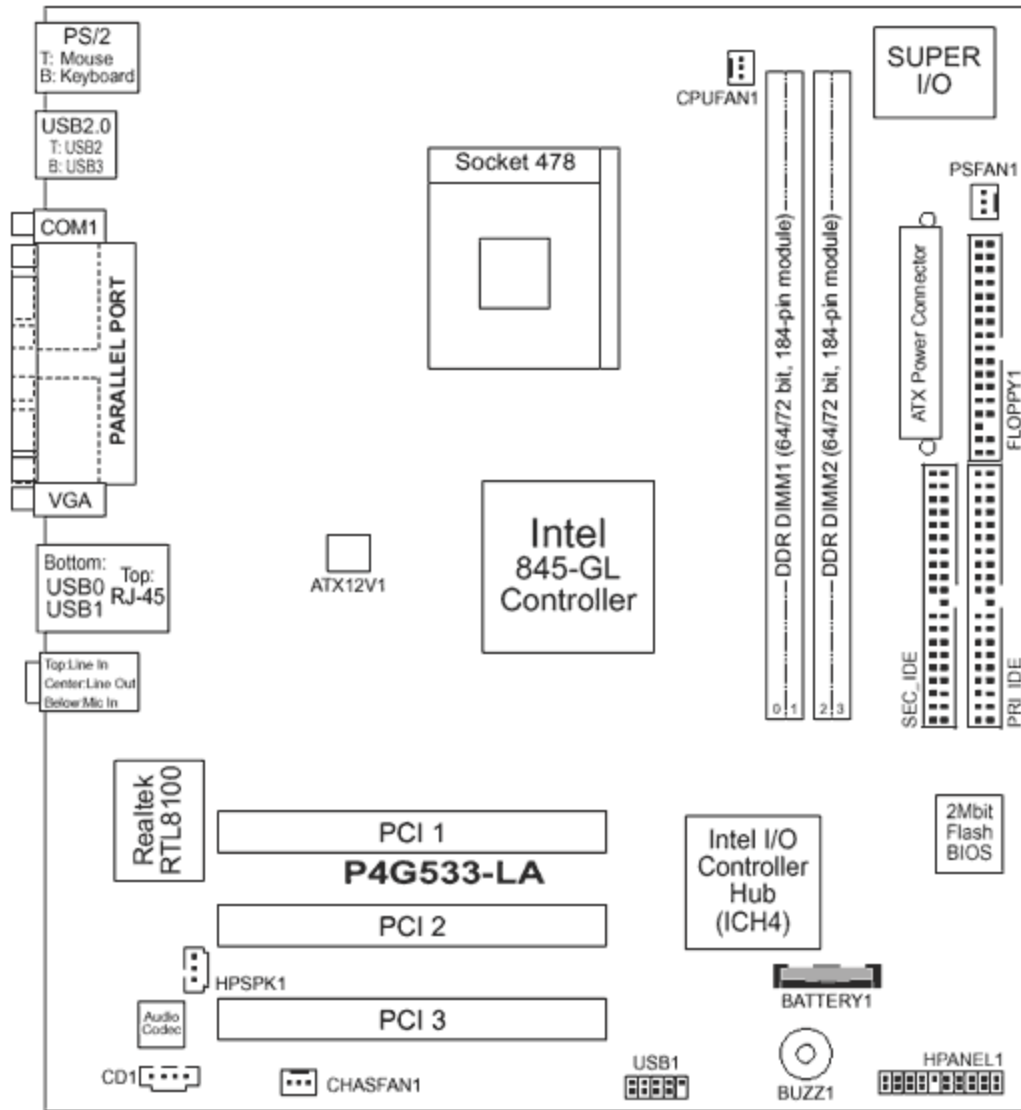 PS/2
T: Mouse
B: Keyboard
CPUFAN1
SUPER
I/O
USB2.0
T: USB2
B: USB3
Socket 478
PSFAN1
COM1
PARALLEL PORT
VGA
DDR DIMM1 (64/72 bit, 184-pin module)
0 1
DDR DIMM2 (64/72 bit, 184-pin module)
2 3
ATX Power Connector
FLOPPY1
Intel
845-GL
Controller
ATX12V1
Bottom:
USB0
USB1
Top:
RJ-45
SEC_IDE
PRI_IDE
Top:Line In
Center:Line Out
Below:Mic In
Realtek
RTL8100
PCI 1
P4G533-LA
PCI 2
PCI 3
Intel I/O
Controller
Hub
(ICH4)
2Mbit
Flash
BIOS
HPSPK1
BATTERY1
Audio
Codec
CD1
CHASFAN1
USB1
BUZZ1
HPANEL1